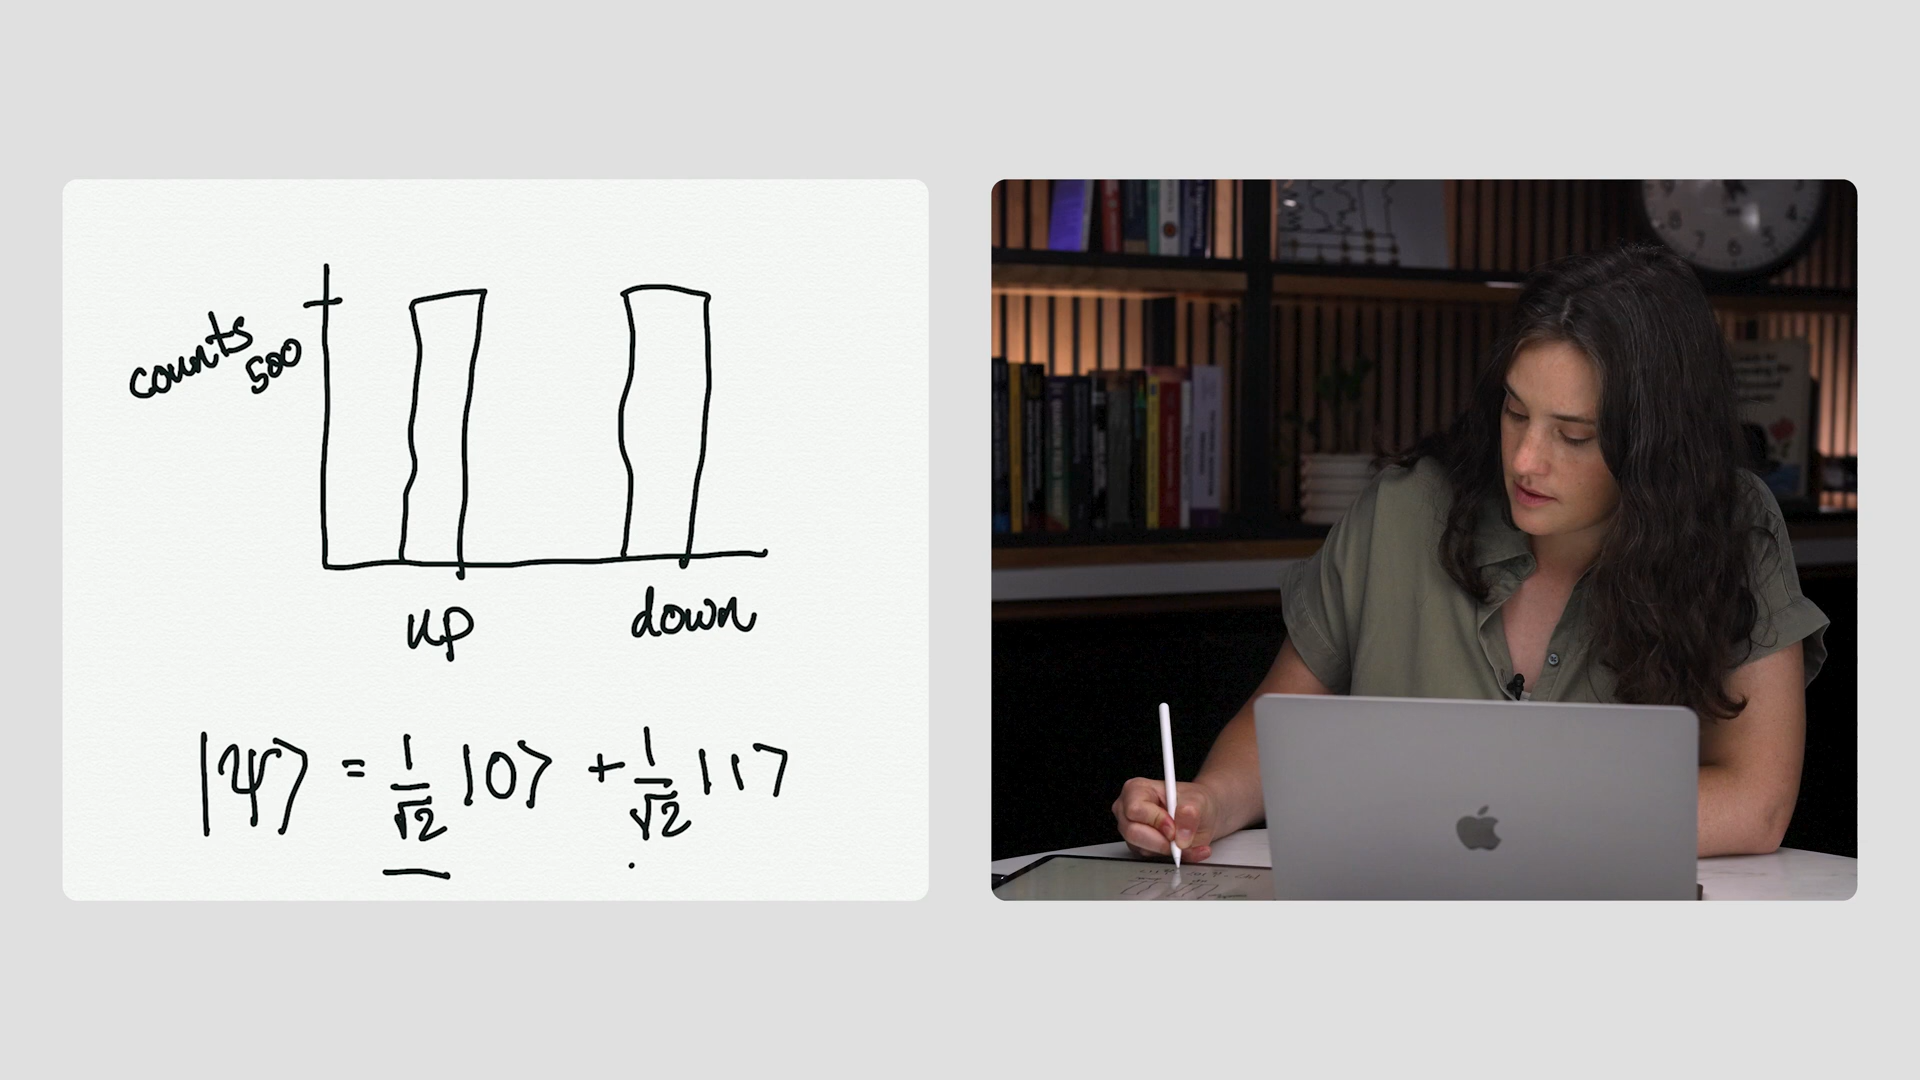 counts
500
up
down
|ψ⟩ = 1/√2 |0⟩ + 1/√2 |1⟩